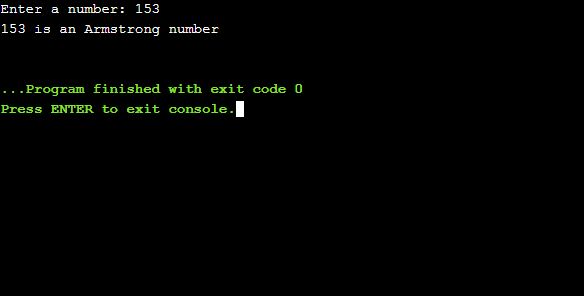 Enter a number: 153
153 is an Armstrong number
...Program finished with exit code 0
Press ENTER to exit console.